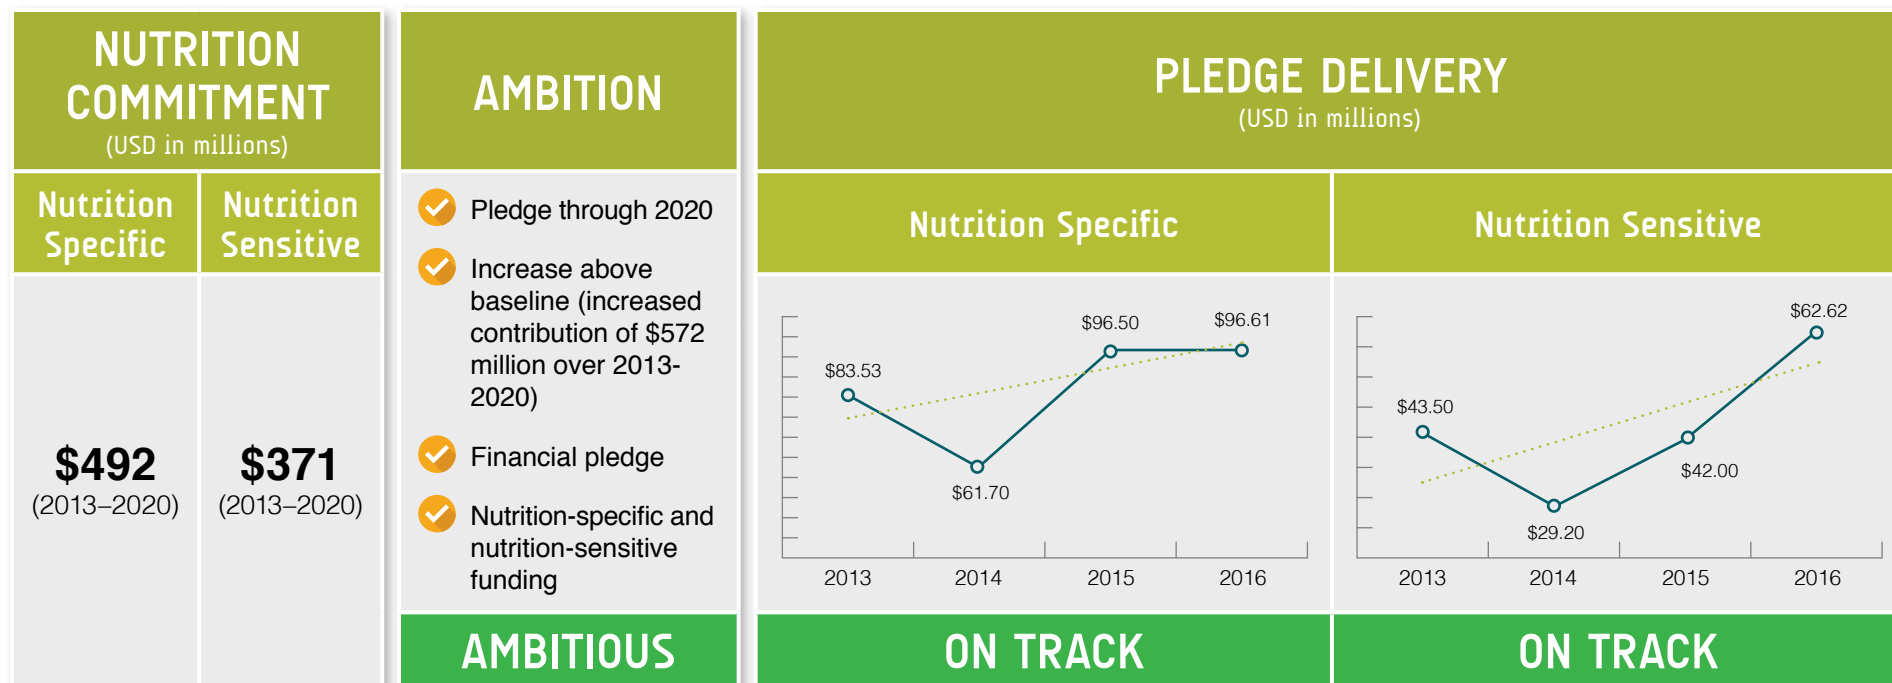 NUTRITION
COMMITMENT
(USD in millions)
Nutrition
Specific
Nutrition
Sensitive
$492
(2013–2020)
$371
(2013–2020)
AMBITION
Pledge through 2020
Increase above
baseline (increased
contribution of $572
million over 2013-
2020)
Financial pledge
Nutrition-specific and
nutrition-sensitive
funding
AMBITIOUS
PLEDGE DELIVERY
(USD in millions)
Nutrition Specific
$83.53
$61.70
$96.50
$96.61
2013
2014
2015
2016
ON TRACK
Nutrition Sensitive
$43.50
$29.20
$42.00
$62.62
2013
2014
2015
2016
ON TRACK